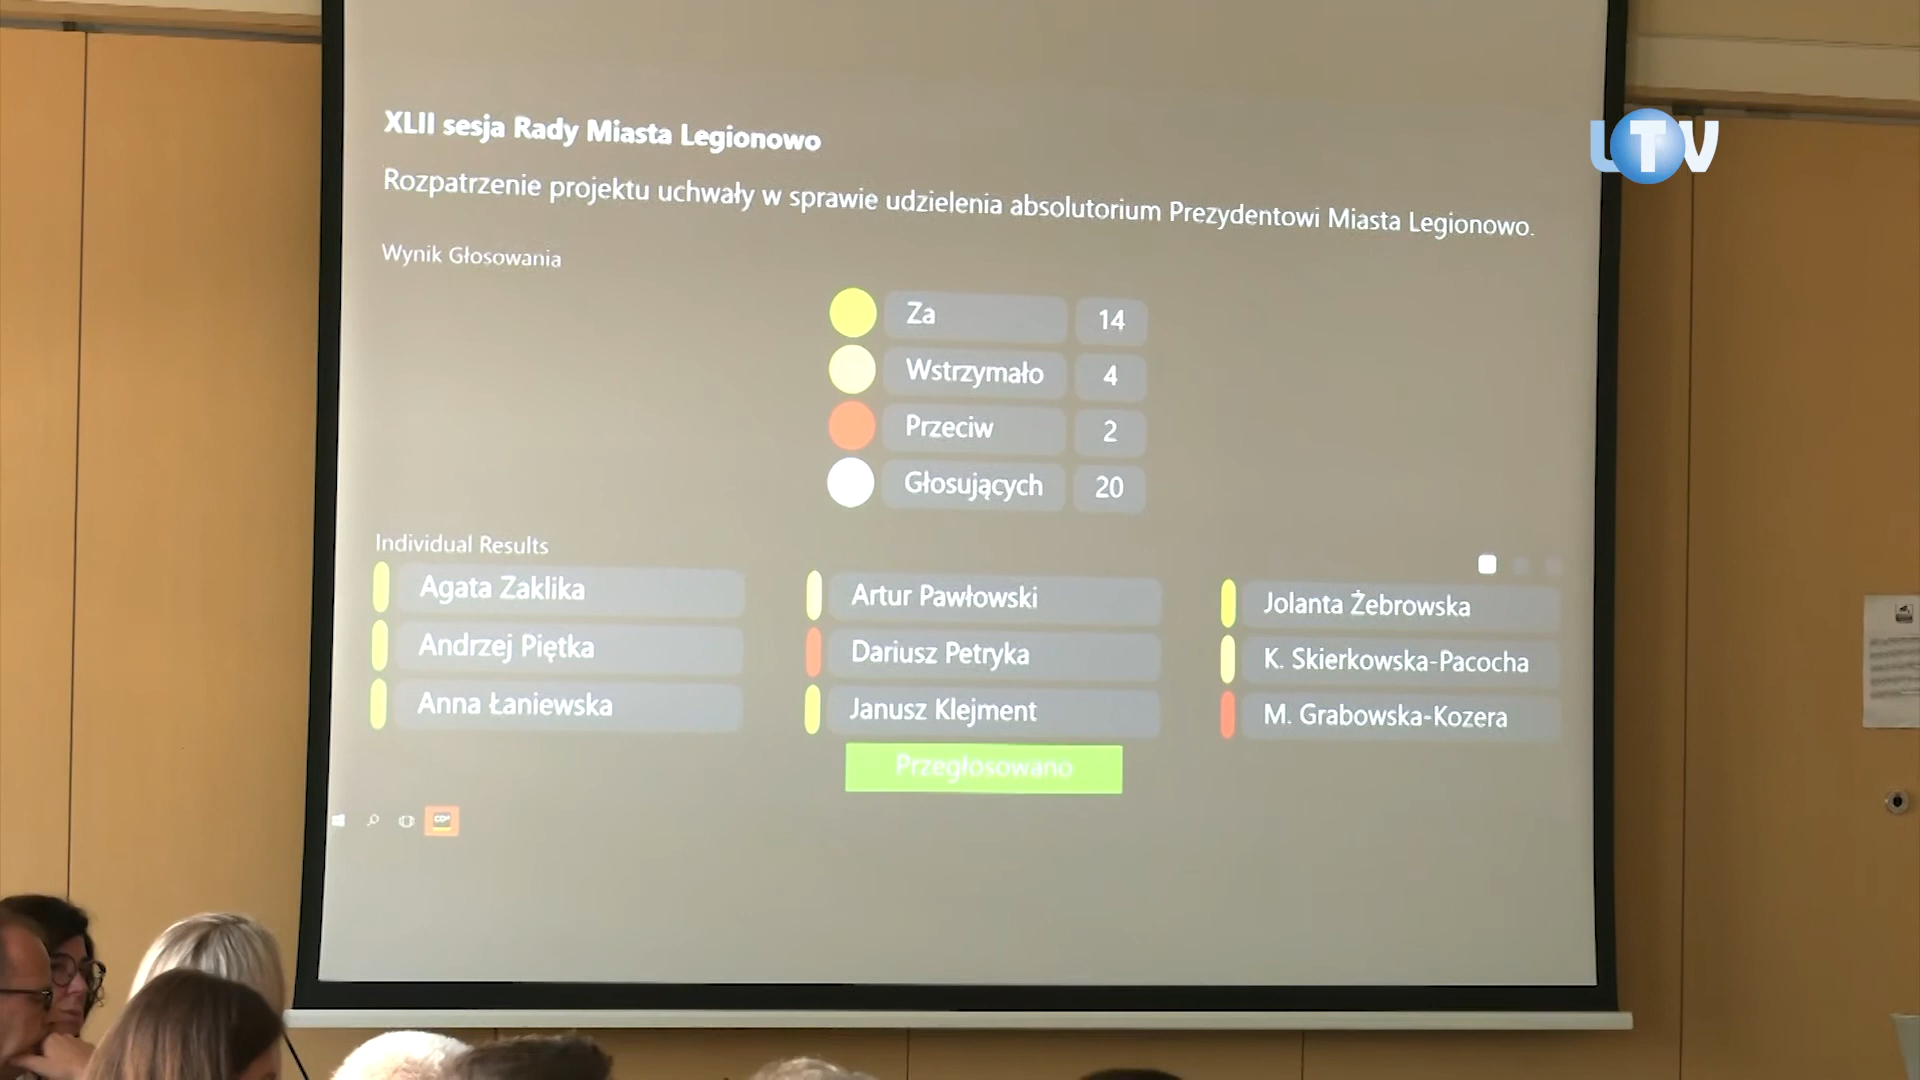 XLII sesja Rady Miasta Legionowo
LTV
Rozpatrzenie projektu uchwały w sprawie udzielenia absolutorium Prezydentowi Miasta Legionowo.
Wynik Głosowania
Za 14
Wstrzymało 4
Przeciw 2
Głosujących 20
Individual Results
Agata Zaklika
Andrzej Piętka
Anna Łaniewska
Artur Pawłowski
Dariusz Petryka
Janusz Klejment
Jolanta Żebrowska
K. Skierkowska-Pacocha
M. Grabowska-Kozera
Przegłosowano